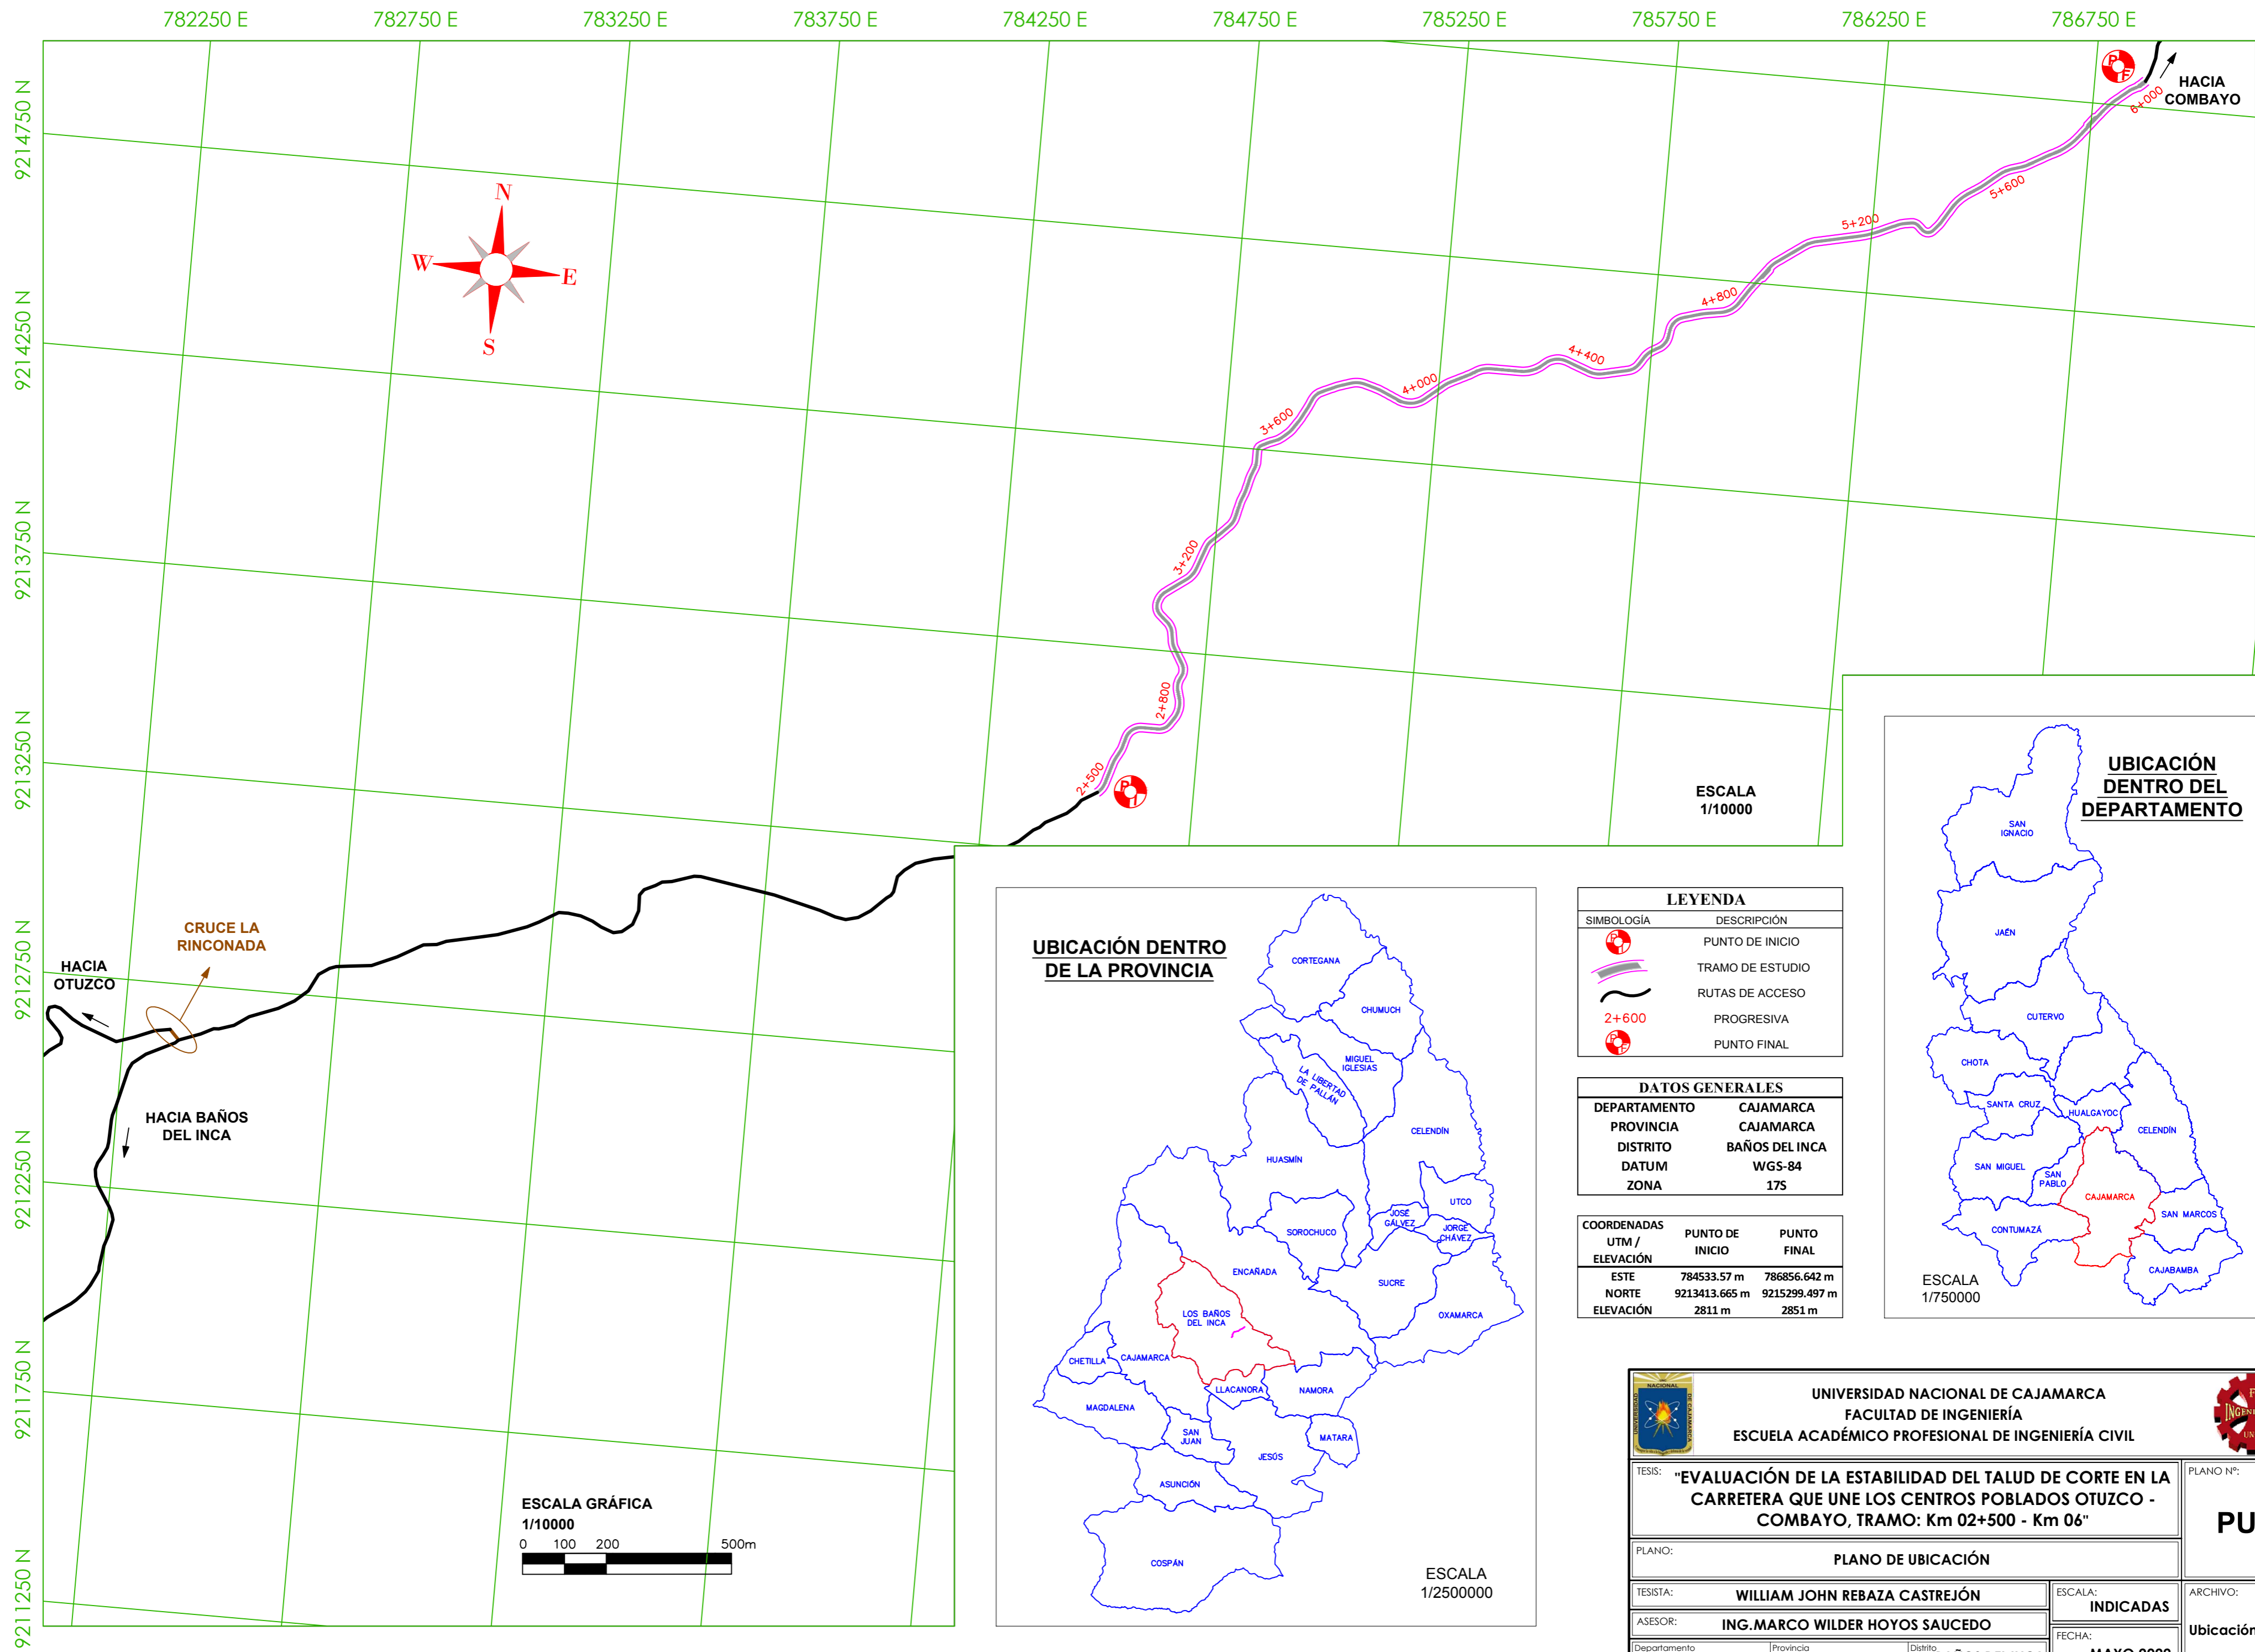 782250 E
782750 E
783250 E
783750 E
784250 E
784750 E
785250 E
785750 E
786250 E
786750 E
9214750 N
9214250 N
9213750 N
9213250 N
9212750 N
9212250 N
9211750 N
9211250 N
N
W
E
S
P
F
HACIA
COMBAYO
6+000
5+600
5+200
4+800
4+400
4+000
3+600
3+200
2+800
2+500
P
I
ESCALA
1/10000
CRUCE LA
RINCONADA
HACIA
OTUZCO
HACIA BAÑOS
DEL INCA
ESCALA GRÁFICA
1/10000
0 100 200 500m
UBICACIÓN DENTRO
DE LA PROVINCIA
CORTEGANA
CHUMUCH
MIGUEL
IGLESIAS
LA LIBERTAD
DE PALLÁN
CELENDÍN
HUASMÍN
UTCO
JOSÉ
GÁLVEZ
JORGE
CHÁVEZ
SOROCHUCO
ENCAÑADA
SUCRE
OXAMARCA
LOS BAÑOS
DEL INCA
CHETILLA
CAJAMARCA
LLACANORA
NAMORA
MAGDALENA
SAN
JUAN
MATARA
JESÚS
ASUNCIÓN
COSPÁN
ESCALA
1/2500000
LEYENDA
SIMBOLOGÍA DESCRIPCIÓN
P I PUNTO DE INICIO
TRAMO DE ESTUDIO
RUTAS DE ACCESO
2+600 PROGRESIVA
P F PUNTO FINAL
DATOS GENERALES
DEPARTAMENTO CAJAMARCA
PROVINCIA CAJAMARCA
DISTRITO BAÑOS DEL INCA
DATUM WGS-84
ZONA 17S
COORDENADAS
UTM /
ELEVACIÓN
PUNTO DE
INICIO
PUNTO
FINAL
ESTE 784533.57 m 786856.642 m
NORTE 9213413.665 m 9215299.497 m
ELEVACIÓN 2811 m 2851 m
UBICACIÓN
DENTRO DEL
DEPARTAMENTO
SAN
IGNACIO
JAÉN
CUTERVO
CHOTA
SANTA CRUZ
HUALGAYOC
CELENDÍN
SAN MIGUEL
SAN
PABLO
CAJAMARCA
SAN MARCOS
CONTUMAZÁ
CAJABAMBA
ESCALA
1/750000
UNIVERSIDAD
NACIONAL
DE CAJAMARCA
UNIVERSIDAD NACIONAL DE CAJAMARCA
FACULTAD DE INGENIERÍA
ESCUELA ACADÉMICO PROFESIONAL DE INGENIERÍA CIVIL
TESIS: "EVALUACIÓN DE LA ESTABILIDAD DEL TALUD DE CORTE EN LA
CARRETERA QUE UNE LOS CENTROS POBLADOS OTUZCO -
COMBAYO, TRAMO: Km 02+500 - Km 06"
PLANO Nº:
PU
PLANO: PLANO DE UBICACIÓN
TESISTA: WILLIAM JOHN REBAZA CASTREJÓN
ESCALA:
INDICADAS
ARCHIVO:
Ubicación
ASESOR: ING.MARCO WILDER HOYOS SAUCEDO
FECHA:
Departamento Provincia Distrito